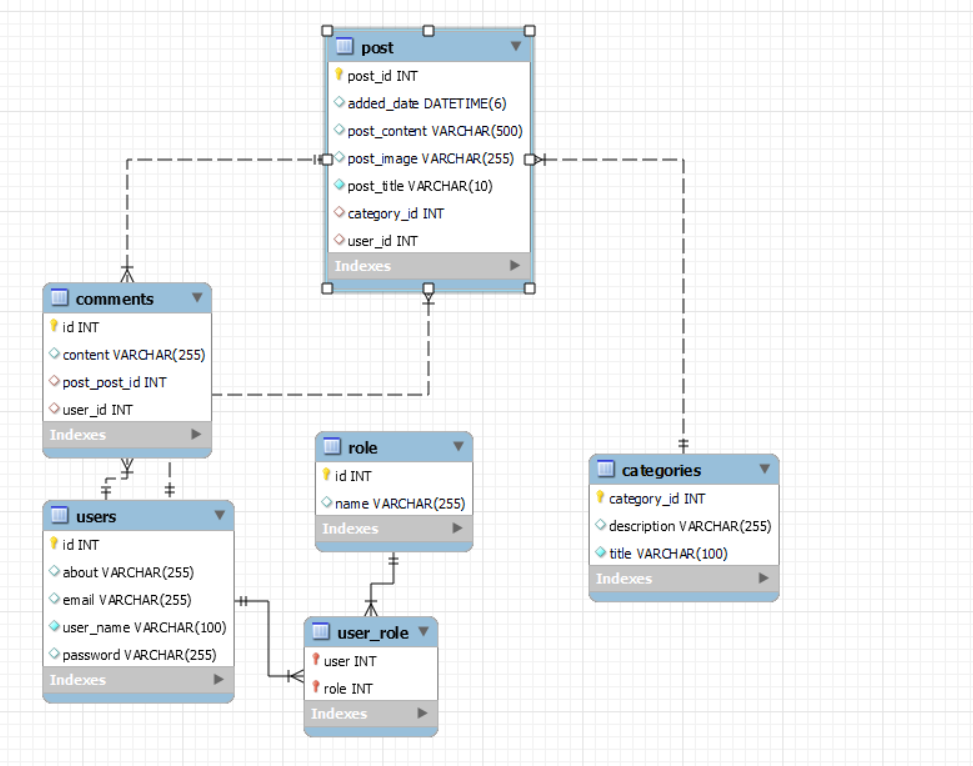 post
post_id INT
added_date DATETIME(6)
post_content VARCHAR(500)
post_image VARCHAR(255)
post_title VARCHAR(10)
category_id INT
user_id INT
Indexes
comments
id INT
content VARCHAR(255)
post_post_id INT
user_id INT
Indexes
role
id INT
name VARCHAR(255)
Indexes
categories
category_id INT
description VARCHAR(255)
title VARCHAR(100)
Indexes
users
id INT
about VARCHAR(255)
email VARCHAR(255)
user_name VARCHAR(100)
password VARCHAR(255)
Indexes
user_role
user INT
role INT
Indexes